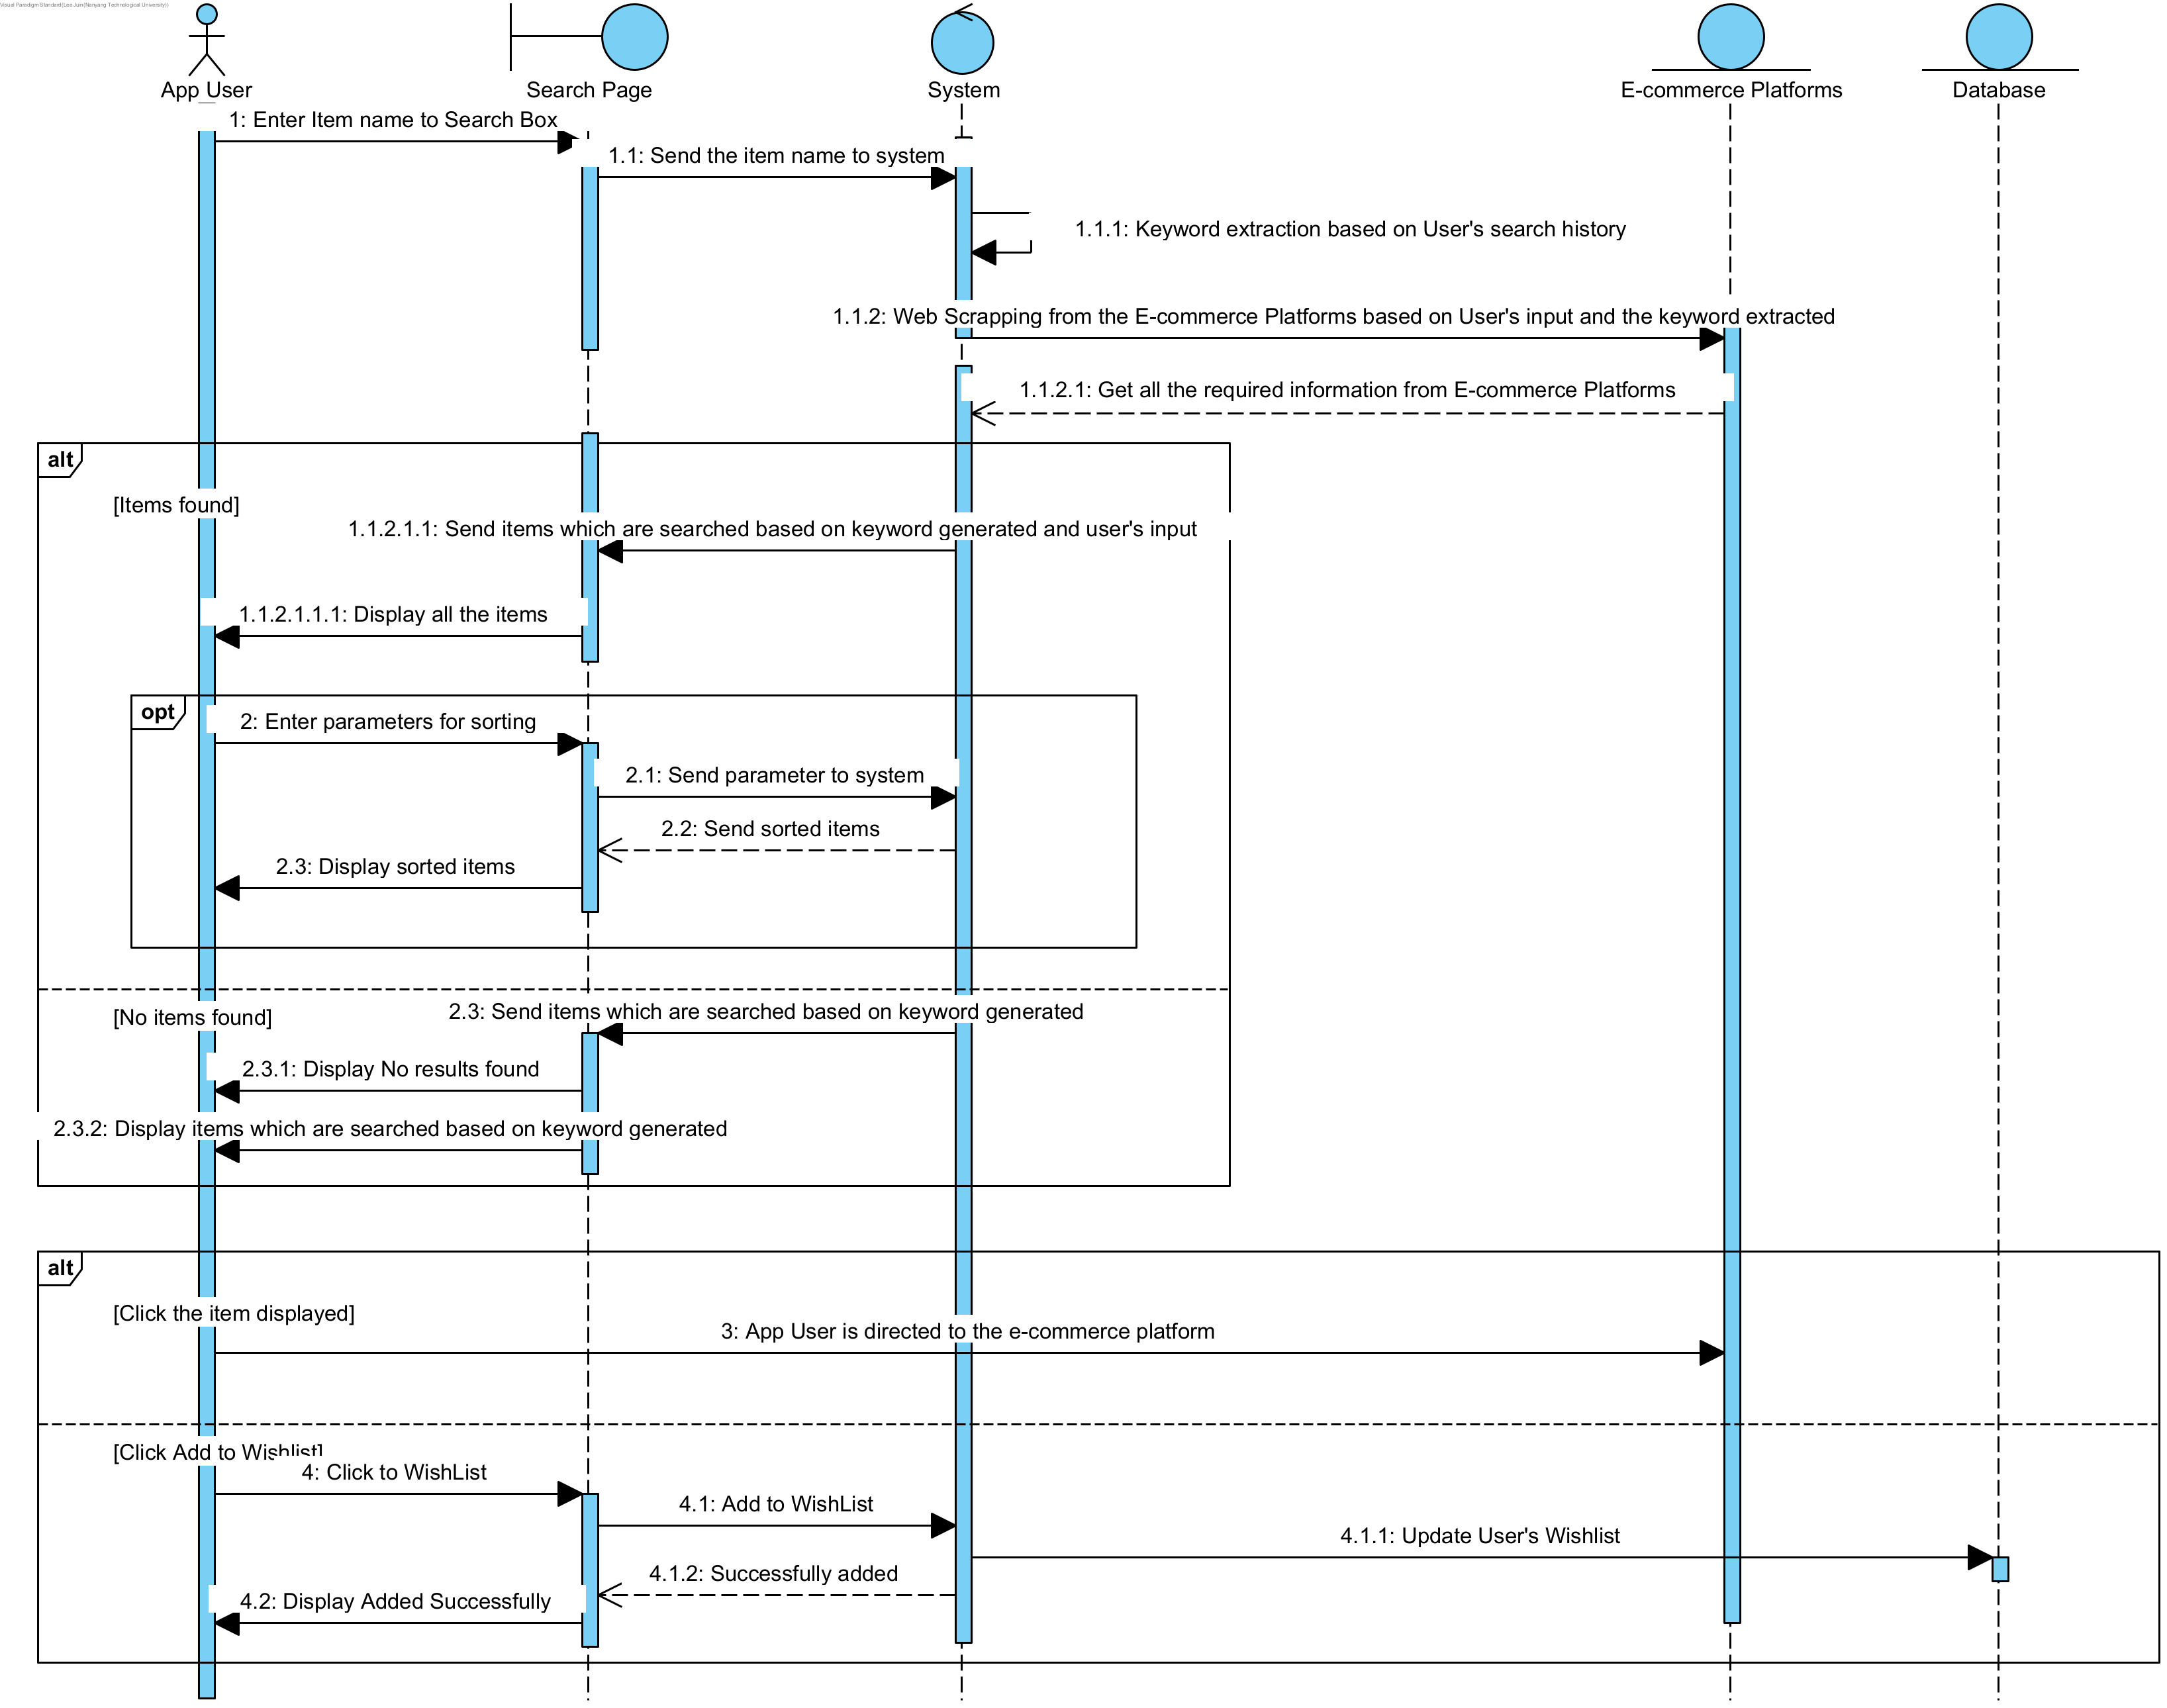 Visual Paradigm Standard(Lee Juin(Nanyang Technological University))
App User
Search Page
System
E-commerce Platforms
Database
1: Enter Item name to Search Box
1.1: Send the item name to system
1.1.1: Keyword extraction based on User's search history
1.1.2: Web Scrapping from the E-commerce Platforms based on User's input and the keyword extracted
1.1.2.1: Get all the required information from E-commerce Platforms
alt
[Items found]
1.1.2.1.1: Send items which are searched based on keyword generated and user's input
1.1.2.1.1.1: Display all the items
opt
2: Enter parameters for sorting
2.1: Send parameter to system
2.2: Send sorted items
2.3: Display sorted items
[No items found]
2.3: Send items which are searched based on keyword generated
2.3.1: Display No results found
2.3.2: Display items which are searched based on keyword generated
alt
[Click the item displayed]
3: App User is directed to the e-commerce platform
[Click Add to Wishlist]
4: Click to WishList
4.1: Add to WishList
4.1.1: Update User's Wishlist
4.1.2: Successfully added
4.2: Display Added Successfully